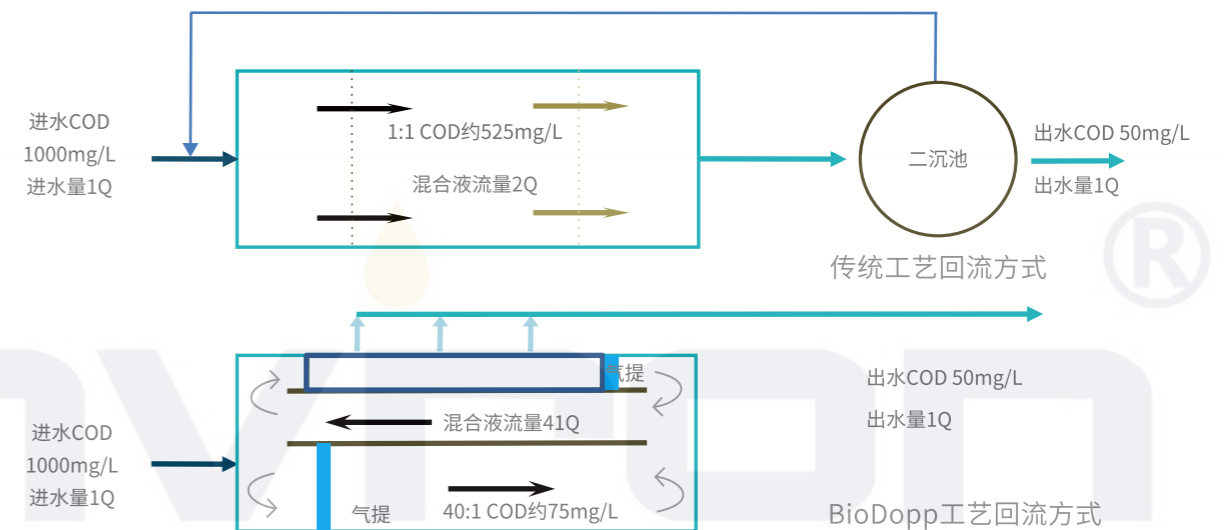 进水COD
1000mg/L
进水量1Q
1:1 COD约525mg/L
混合液流量2Q
二沉池
出水COD 50mg/L
出水量1Q
传统工艺回流方式
®
气提
混合液流量41Q
进水COD
1000mg/L
进水量1Q
气提
40:1 COD约75mg/L
出水COD 50mg/L
出水量1Q
BioDopp工艺回流方式